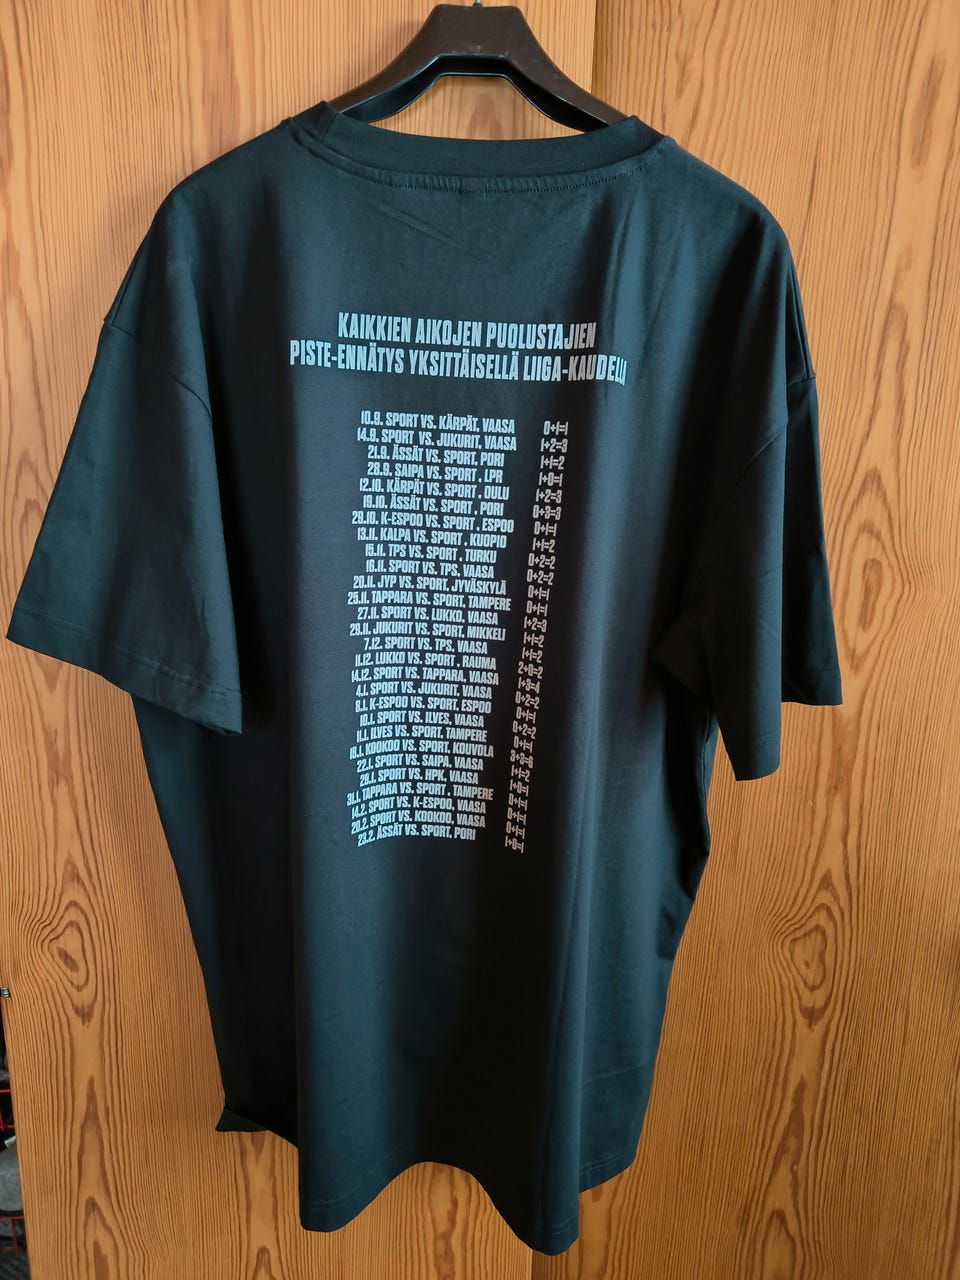 KAIKKIEN AIKOJEN PUOLUSTAJIEN
PISTE-ENNÄTYS YKSITTÄISELLÄ LIIGA-KAUDELLA
10.9. SPORT VS. KÄRPÄT, VAASA 0+1=1
14.9. SPORT VS. JUKURIT, VAASA 1+2=3
21.9. ÄSSÄT VS. SPORT, PORI 1+1=2
28.9. SAIPA VS. SPORT , LPR 1+0=1
12.10. KÄRPÄT VS. SPORT , OULU 1+2=3
19.10. ÄSSÄT VS. SPORT , PORI 0+3=3
29.10. K-ESPOO VS. SPORT , ESPOO 0+1=1
13.11. KALPA VS. SPORT , KUOPIO 1+1=2
15.11. TPS VS. SPORT , TURKU 0+2=2
16.11. SPORT VS. TPS, VAASA 0+2=2
20.11. JYP VS. SPORT, JYVÄSKYLÄ 0+1=1
25.11. TAPPARA VS. SPORT, TAMPERE 0+1=1
27.11. SPORT VS. LUKKO, VAASA 1+2=3
29.11. JUKURIT VS. SPORT, MIKKELI 1+1=2
7.12. SPORT VS. TPS, VAASA 1+1=2
11.12. LUKKO VS. SPORT , RAUMA 2+0=2
14.12. SPORT VS. TAPPARA, VAASA 1+3=4
4.1. SPORT VS. JUKURIT, VAASA 0+2=2
8.1. K-ESPOO VS. SPORT, ESPOO 0+1=1
10.1. SPORT VS. ILVES, VAASA 0+2=2
11.1. ILVES VS. SPORT, TAMPERE 0+1=1
18.1. KOOKOO VS. SPORT, KOUVOLA 3+3=6
22.1. SPORT VS. SAIPA, VAASA 1+1=2
28.1. SPORT VS. HPK, VAASA 1+0=1
31.1. TAPPARA VS. SPORT , TAMPERE 0+1=1
14.2. SPORT VS. K-ESPOO, VAASA 0+1=1
20.2. SPORT VS. KOOKOO, VAASA 0+1=1
23.2. ÄSSÄT VS. SPORT, PORI 1+0=1